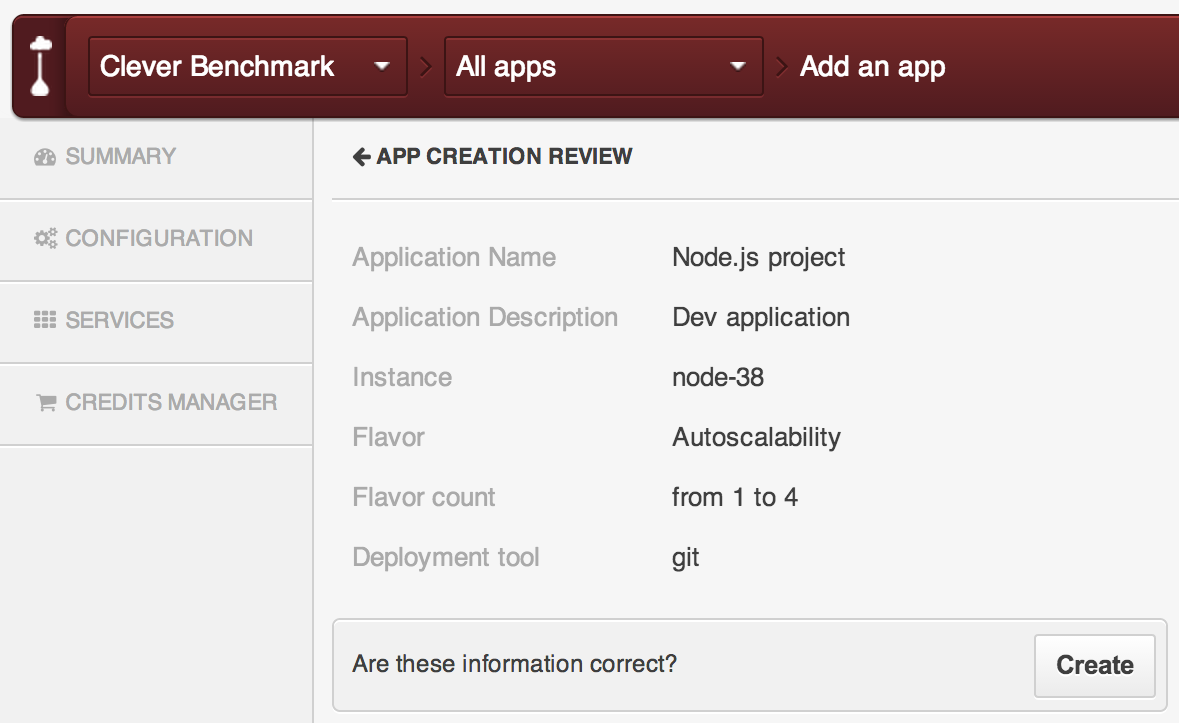 Clever Benchmark All apps Add an app
SUMMARY
CONFIGURATION
SERVICES
CREDITS MANAGER
APP CREATION REVIEW
Application Name Node.js project
Application Description Dev application
Instance node-38
Flavor Autoscalability
Flavor count from 1 to 4
Deployment tool git
Are these information correct? Create